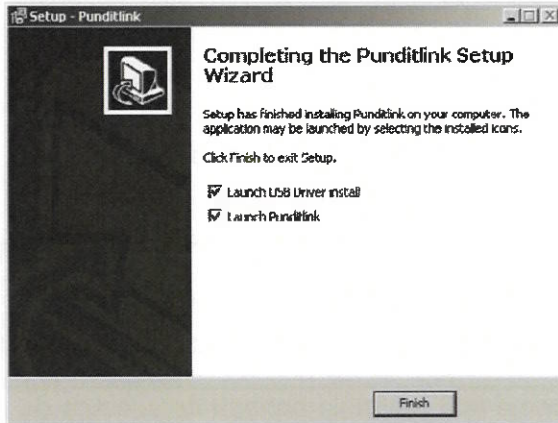 Setup - Punditlink
Completing the Punditlink Setup
Wizard
Setup has finished installing Punditlink on your computer. The
application may be launched by selecting the installed icons.
Click Finish to exit Setup.
Launch USB Driver install
Launch Punditlink
Finish